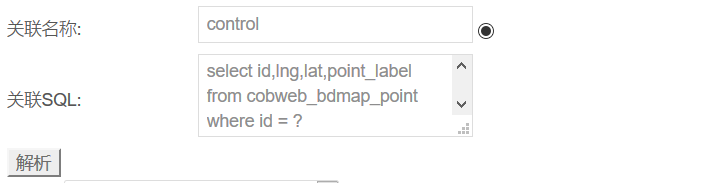 关联名称: control
关联SQL: select id,lng,lat,point_label
from cobweb_bdmap_point
where id = ?
解析